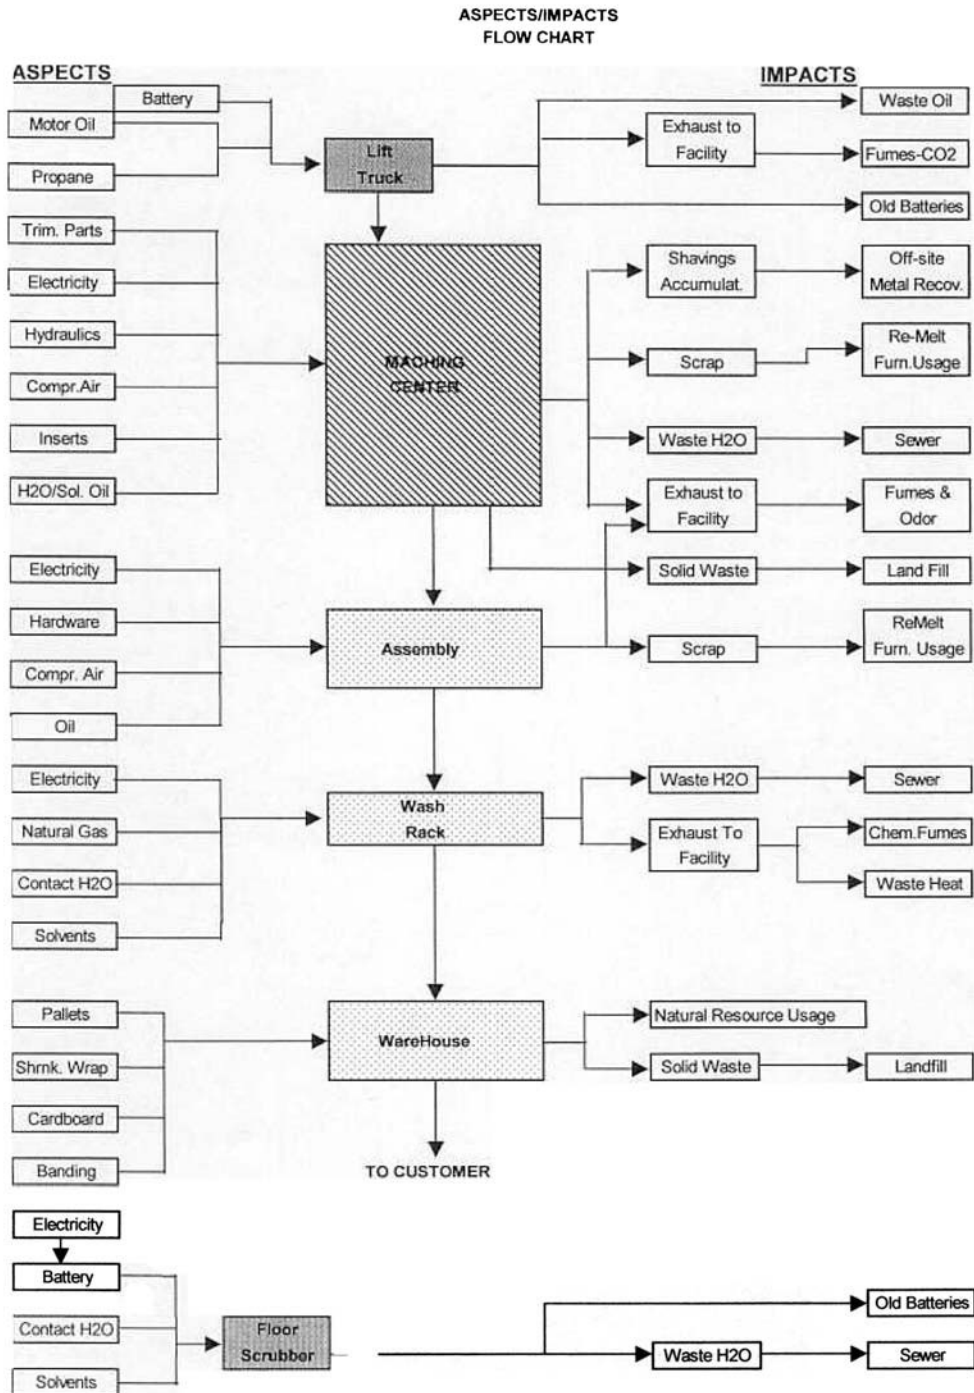 ASPECTS/IMPACTS
FLOW CHART
ASPECTS
IMPACTS
Battery
Motor Oil
Propane
Lift
Truck
Exhaust to
Facility
Waste Oil
Fumes-CO2
Old Batteries
Trim. Parts
Electricity
Hydraulics
Compr.Air
Inserts
H2O/Sol. Oil
MACHING
CENTER
Shavings
Accumulat.
Off-site
Metal Recov.
Scrap
Re-Melt
Furn.Usage
Waste H2O
Sewer
Exhaust to
Facility
Fumes &
Odor
Solid Waste
Land Fill
Electricity
Hardware
Compr. Air
Oil
Assembly
Scrap
ReMelt
Furn. Usage
Electricity
Natural Gas
Contact H2O
Solvents
Wash
Rack
Waste H2O
Sewer
Exhaust To
Facility
Chem.Fumes
Waste Heat
Pallets
Shrnk. Wrap
Cardboard
Banding
WareHouse
Natural Resource Usage
Solid Waste
Landfill
TO CUSTOMER
Electricity
Battery
Contact H2O
Solvents
Floor
Scrubber
Old Batteries
Waste H2O
Sewer